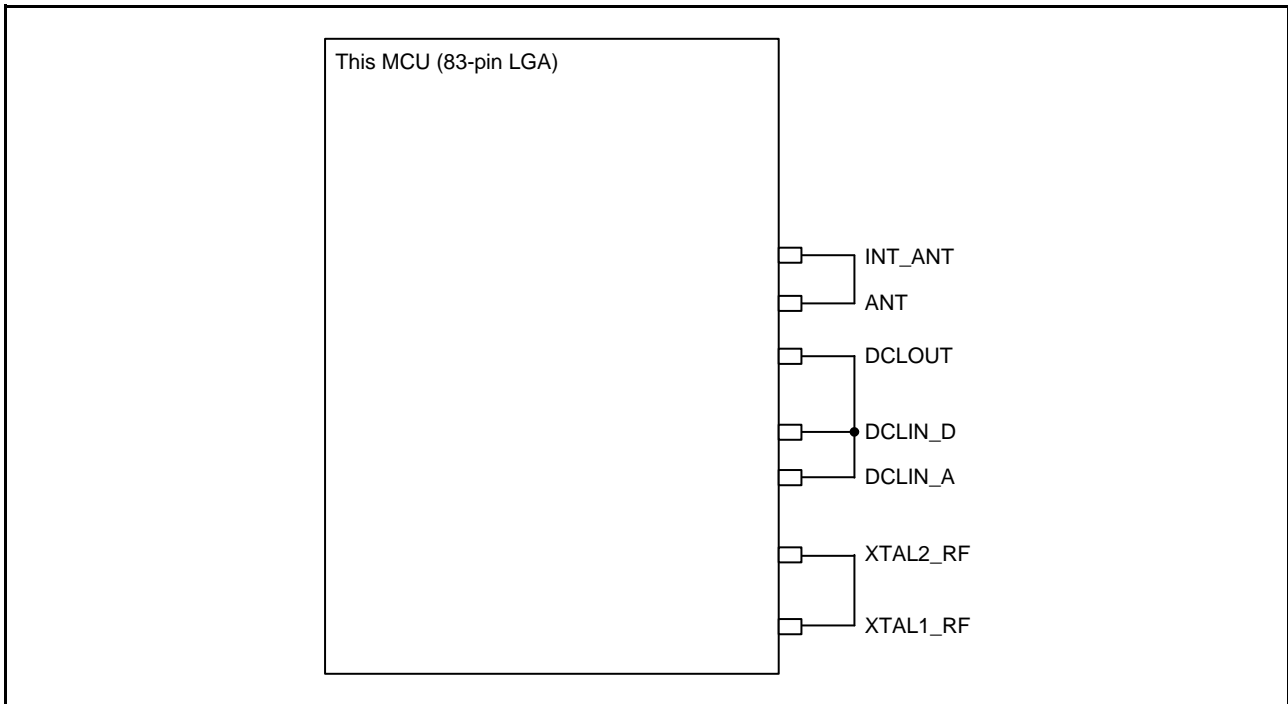 This MCU (83-pin LGA)
INT_ANT
ANT
DCLOUT
DCLIN_D
DCLIN_A
XTAL2_RF
XTAL1_RF